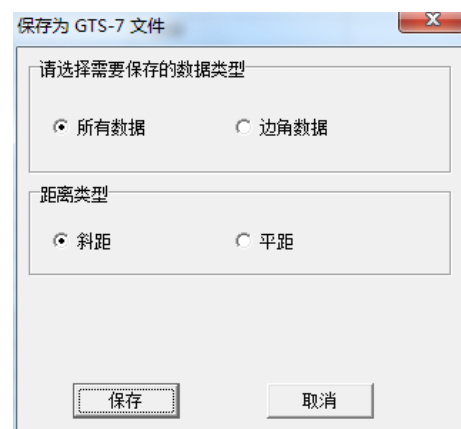 保存为 GTS-7 文件
请选择需要保存的数据类型
所有数据 边角数据
距离类型
斜距 平距
保存 取消